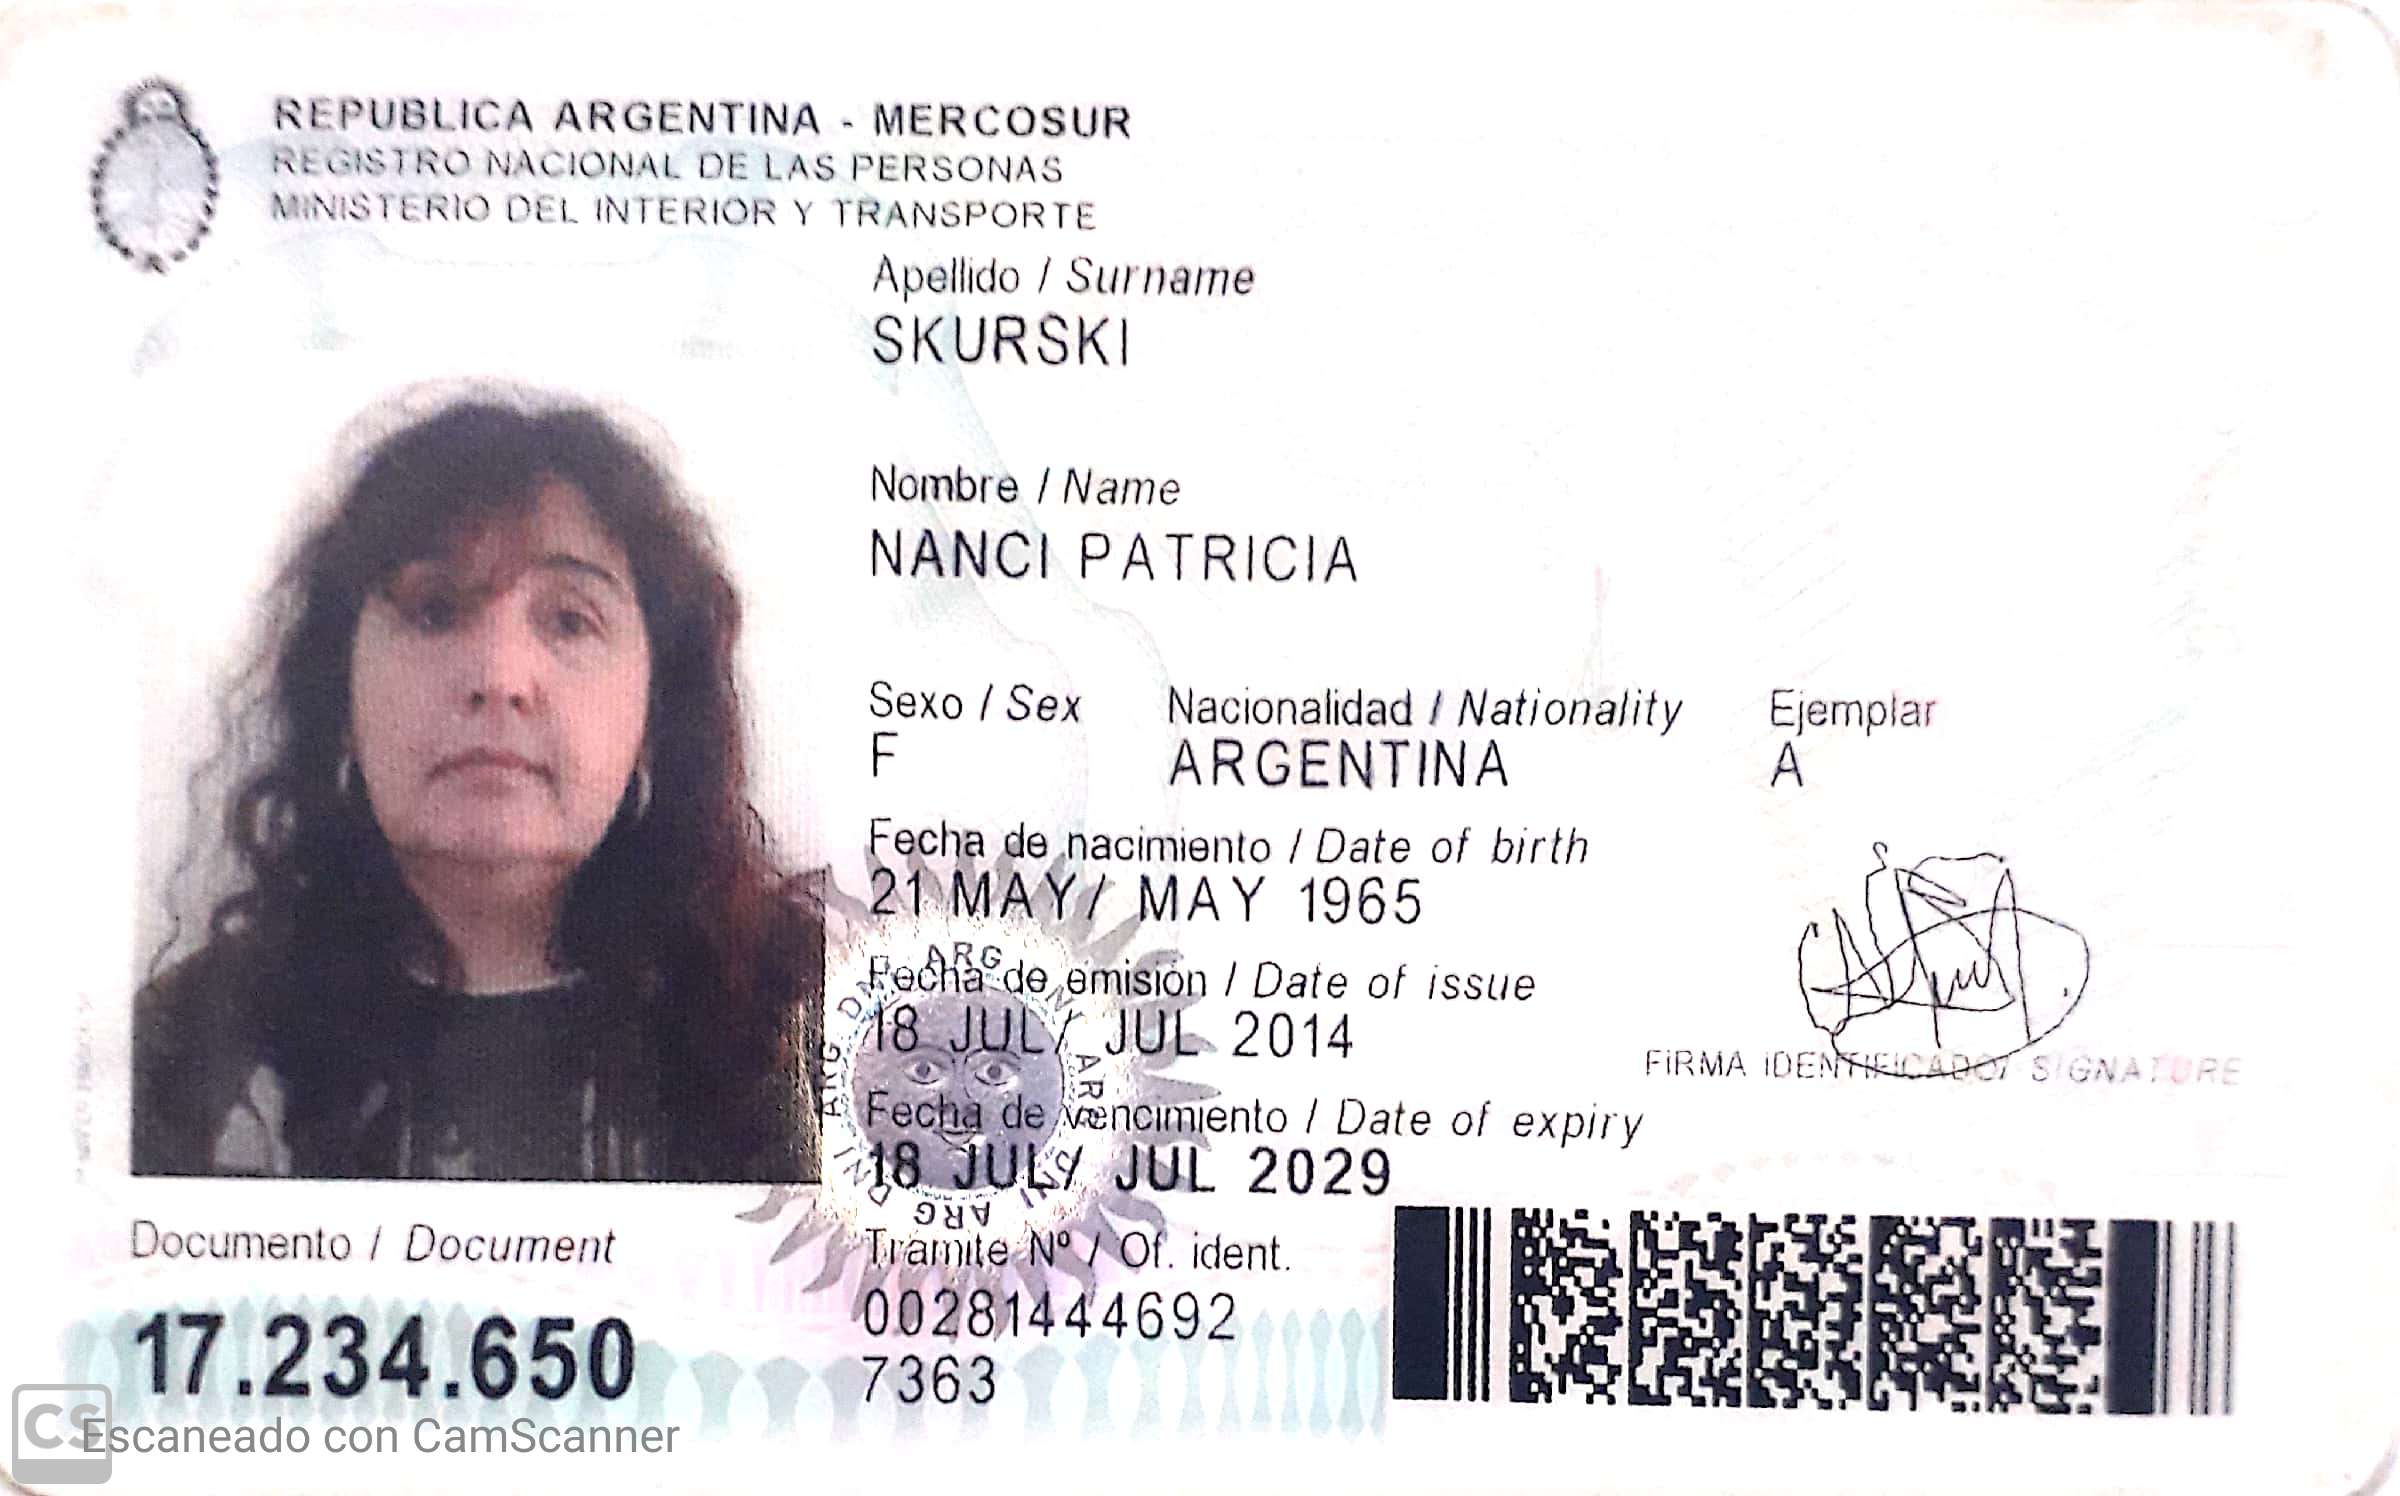 REPUBLICA ARGENTINA - MERCOSUR
REGISTRO NACIONAL DE LAS PERSONAS
MINISTERIO DEL INTERIOR Y TRANSPORTE
Apellido / Surname
SKURSKI
Nombre / Name
NANCI PATRICIA
Sexo / Sex Nacionalidad / Nationality Ejemplar
F ARGENTINA A
Fecha de nacimiento / Date of birth
21 MAY/ MAY 1965
Fecha de emisión / Date of issue
18 JUL/ JUL 2014
FIRMA IDENTIFICADO/ SIGNATURE
Fecha de vencimiento / Date of expiry
18 JUL/ JUL 2029
Documento / Document
17.234.650
Trámite Nº / Of. ident.
00281444692
7363
ARG DNI ARG DNI ARG DNI ARG DNI
CS Escaneado con CamScanner